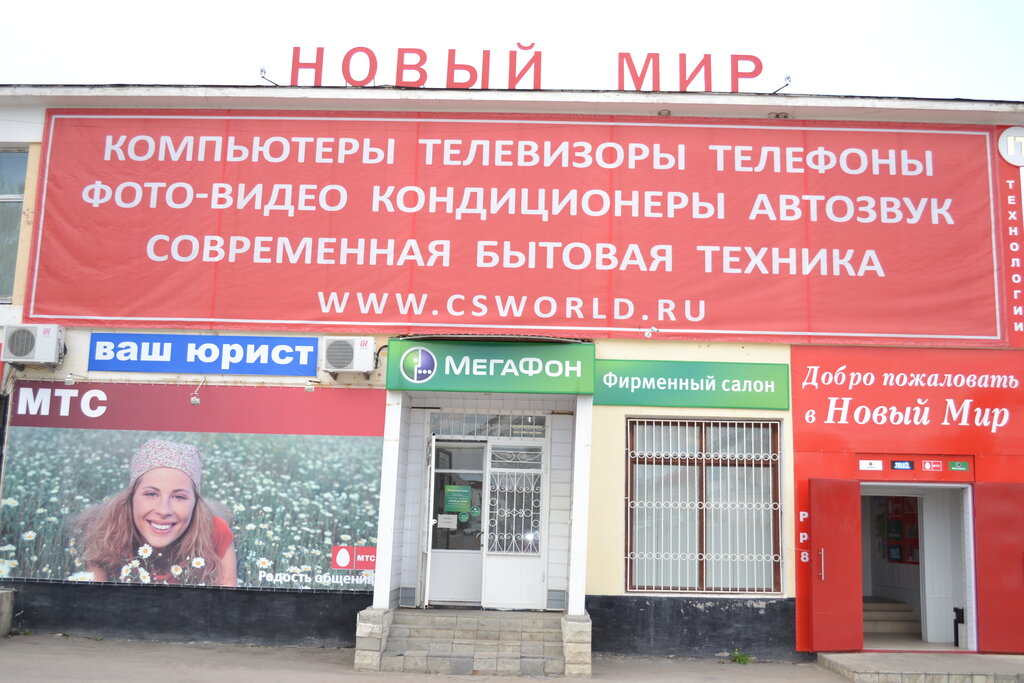 НОВЫЙ МИР
КОМПЬЮТЕРЫ ТЕЛЕВИЗОРЫ ТЕЛЕФОНЫ
ФОТО-ВИДЕО КОНДИЦИОНЕРЫ АВТОЗВУК
СОВРЕМЕННАЯ БЫТОВАЯ ТЕХНИКА
WWW.CSWORLD.RU
IT
ТЕХНОЛОГИИ
ваш юрист
МЕГАФОН
Фирменный салон
Добро пожаловать
в Новый Мир
МТС
МТС
Радость общения